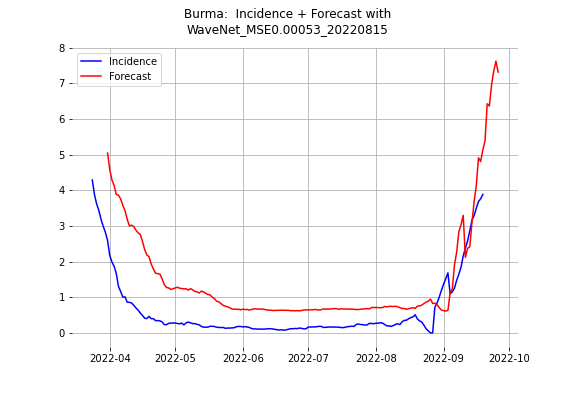 Burma:  Incidence + Forecast with
WaveNet_MSE0.00053_20220815
8
7
6
5
4
3
2
1
0
Incidence
Forecast
2022-04 2022-05 2022-06 2022-07 2022-08 2022-09 2022-10